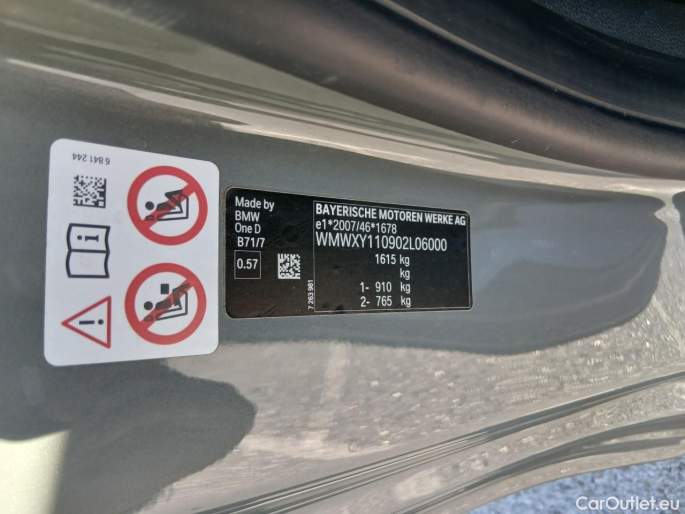 6 841 244
Made by
BMW
One D
B71/7
0.57
7 263 981
BAYERISCHE MOTOREN WERKE AG
e1*2007/46*1678
WMWXY110902L06000
1615 kg
kg
1- 910 kg
2- 765 kg
CarOutlet.eu